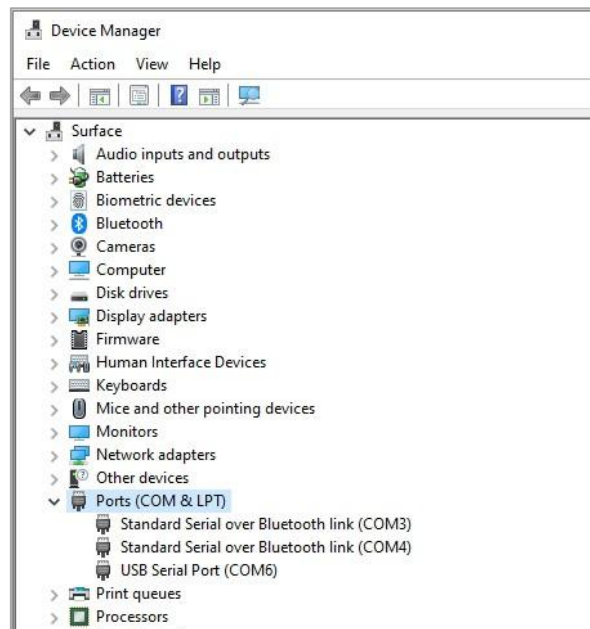 Device Manager
File Action View Help
Surface
Audio inputs and outputs
Batteries
Biometric devices
Bluetooth
Cameras
Computer
Disk drives
Display adapters
Firmware
Human Interface Devices
Keyboards
Mice and other pointing devices
Monitors
Network adapters
Other devices
Ports (COM & LPT)
Standard Serial over Bluetooth link (COM3)
Standard Serial over Bluetooth link (COM4)
USB Serial Port (COM6)
Print queues
Processors